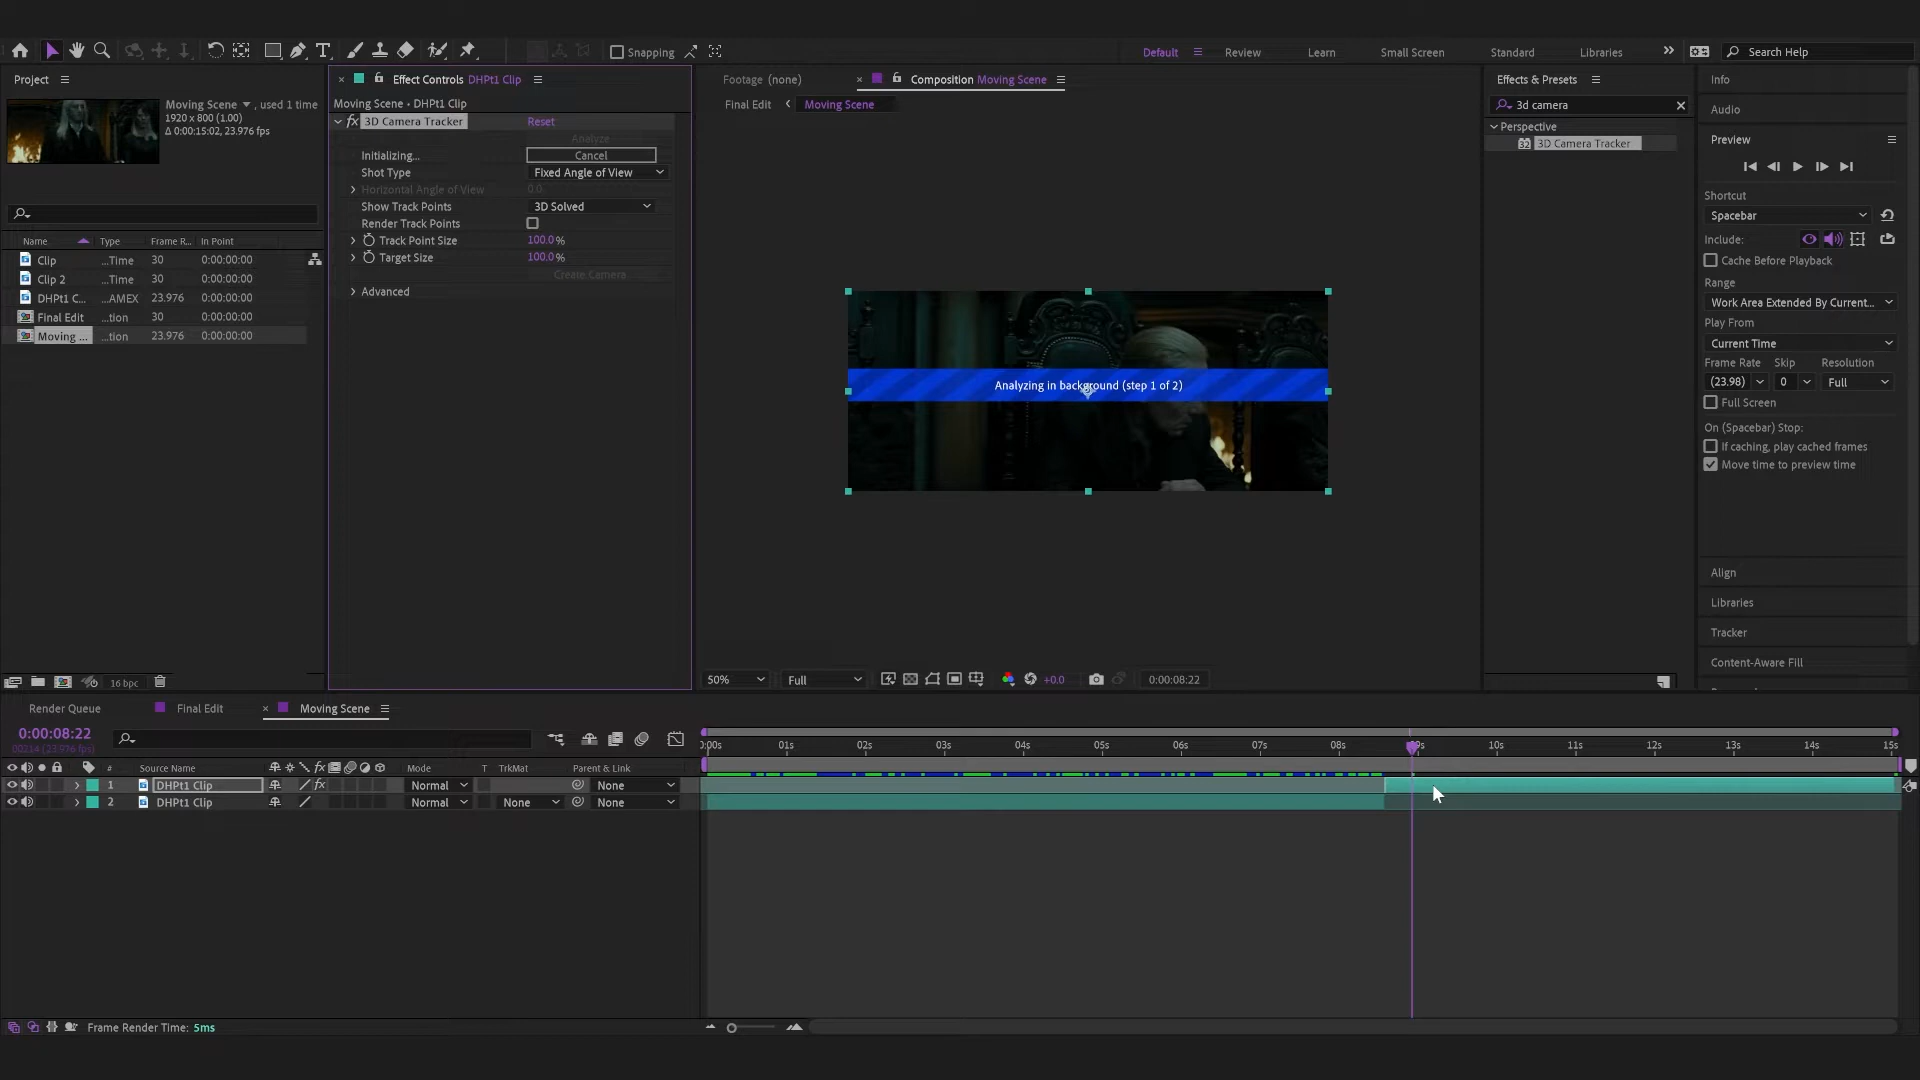 Snapping
Default
Review
Learn
Small Screen
Standard
Libraries
Search Help
Project
Moving Scene , used 1 time
1920 x 800 (1.00)
Δ 0:00:15:02, 23.976 fps
Name Type Frame R... In Point
Clip ...Time 30 0:00:00:00
Clip 2 ...Time 30 0:00:00:00
DHPt1 C... ...AMEX 23.976 0:00:00:00
Final Edit ...tion 30 0:00:00:00
Moving ... ...tion 23.976 0:00:00:00
16 bpc
Effect Controls DHPt1 Clip
Moving Scene • DHPt1 Clip
fx 3D Camera Tracker Reset
Analyze
Initializing... Cancel
Shot Type Fixed Angle of View
Horizontal Angle of View 0.0
Show Track Points 3D Solved
Render Track Points
Track Point Size 100.0 %
Target Size 100.0 %
Create Camera
Advanced
Footage (none)
Composition Moving Scene
Final Edit Moving Scene
Analyzing in background (step 1 of 2)
50% Full +0.0 0:00:08:22
Effects & Presets
3d camera
Perspective
32 3D Camera Tracker
Info
Audio
Preview
Shortcut
Spacebar
Include:
Cache Before Playback
Range
Work Area Extended By Current...
Play From
Current Time
Frame Rate Skip Resolution
(23.98) 0 Full
Full Screen
On (Spacebar) Stop:
If caching, play cached frames
Move time to preview time
Align
Libraries
Tracker
Content-Aware Fill
Render Queue
Final Edit
Moving Scene
0:00:08:22
00214 (23.976 fps)
# Source Name fx Mode T TrkMat Parent & Link
1 DHPt1 Clip fx Normal None
2 DHPt1 Clip Normal None None
0:00s 01s 02s 03s 04s 05s 06s 07s 08s 10s 11s 12s 13s 14s 15s
Frame Render Time: 5ms